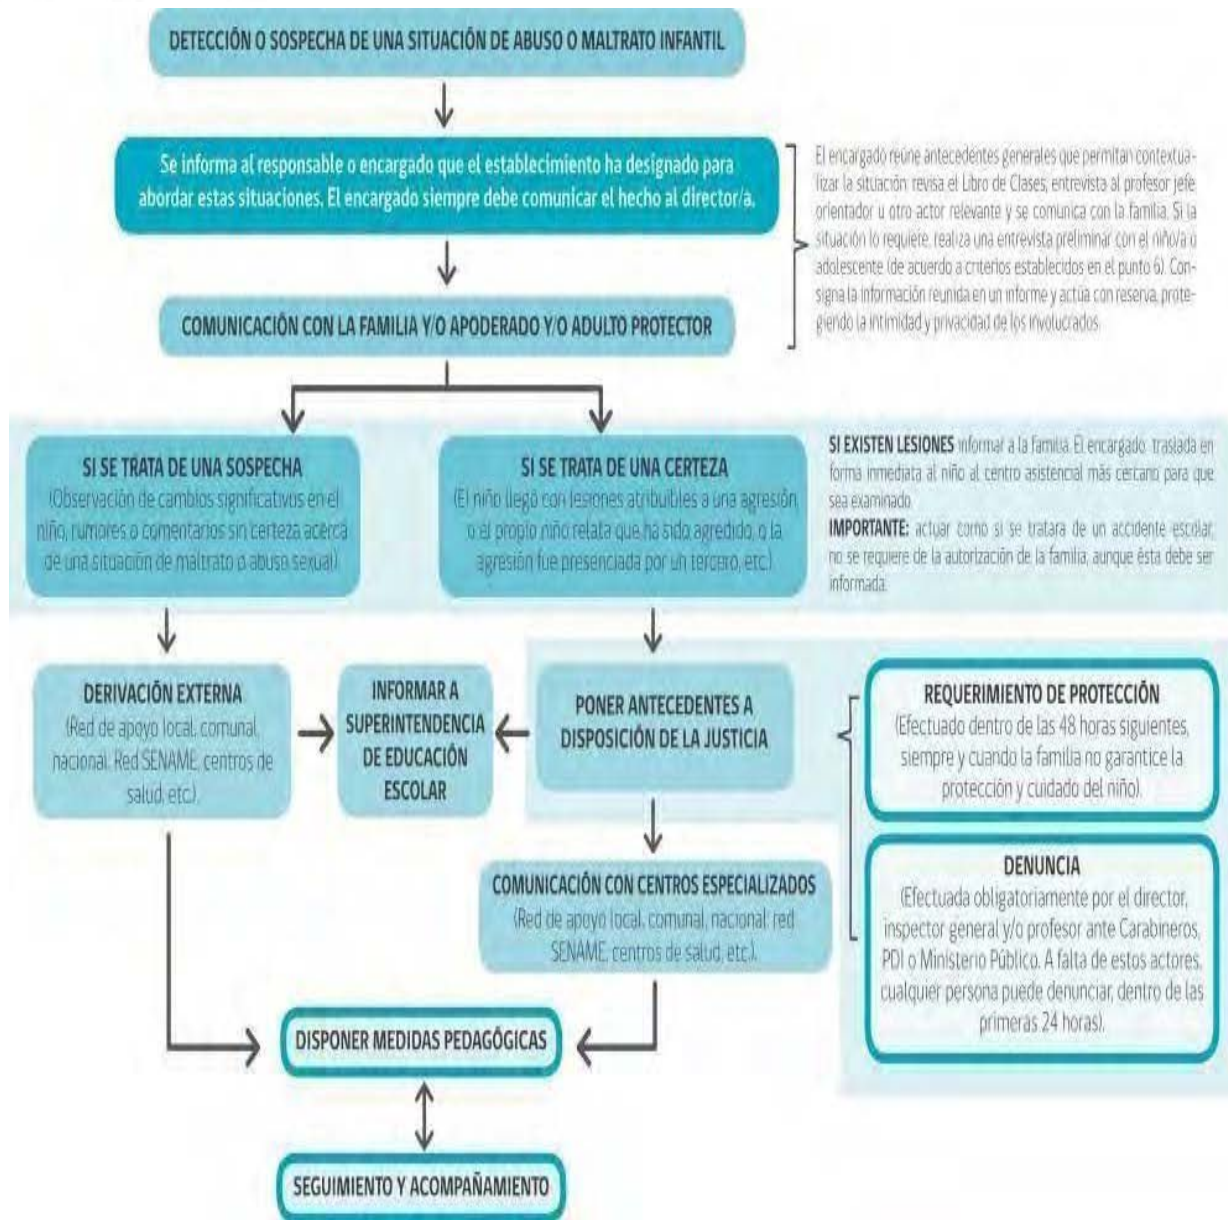 DETECCIÓN O SOSPECHA DE UNA SITUACIÓN DE ABUSO O MALTRATO INFANTIL
Se informa al responsable o encargado que el establecimiento ha designado para
abordar estas situaciones. El encargado siempre debe comunicar el hecho al director/a.
El encargado reúne antecedentes generales que permitan contextua-
lizar la situación: revisa el Libro de Clases, entrevista al profesor jefe
orientador u otro actor relevante y se comunica con la familia. Si la
situación lo requiere, realiza una entrevista preliminar con el niño/a o
adolescente (de acuerdo a criterios establecidos en el punto 6). Con-
signa la información reunida en un informe y actúa con reserva, prote-
giendo la intimidad y privacidad de los involucrados
COMUNICACIÓN CON LA FAMILIA Y/O APODERADO Y/O ADULTO PROTECTOR
SI SE TRATA DE UNA SOSPECHA
(Observación de cambios significativos en el
niño, rumores o comentarios sin certeza acerca
de una situación de maltrato o abuso sexual)
SI SE TRATA DE UNA CERTEZA
(El niño llegó con lesiones atribuibles a una agresión,
o el propio niño relata que ha sido agredido, o la
agresión fue presenciada por un tercero, etc.)
SI EXISTEN LESIONES informar a la familia. El encargado, traslada en
forma inmediata al niño al centro asistencial más cercano para que
sea examinado
IMPORTANTE: actuar como si se tratara de un accidente escolar,
no se requiere de la autorización de la familia, aunque ésta debe ser
informada.
DERIVACIÓN EXTERNA
(Red de apoyo local, comunal,
nacional. Red SENAME, centros de
salud, etc.)
INFORMAR A
SUPERINTENDENCIA
DE EDUCACIÓN
ESCOLAR
PONER ANTECEDENTES A
DISPOSICIÓN DE LA JUSTICIA
REQUERIMIENTO DE PROTECCIÓN
(Efectuado dentro de las 48 horas siguientes,
siempre y cuando la familia no garantice la
protección y cuidado del niño).
DENUNCIA
(Efectuada obligatoriamente por el director,
inspector general y/o profesor ante Carabineros,
PDI o Ministerio Público. A falta de estos actores,
cualquier persona puede denunciar, dentro de las
primeras 24 horas).
COMUNICACIÓN CON CENTROS ESPECIALIZADOS
(Red de apoyo local, comunal, nacional, red
SENAME, centros de salud, etc.).
DISPONER MEDIDAS PEDAGÓGICAS
SEGUIMIENTO Y ACOMPAÑAMIENTO